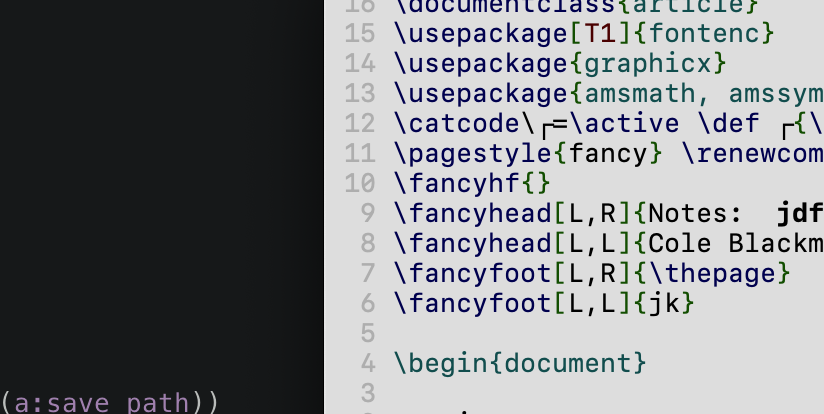 16 \documentclass{article}
15 \usepackage[T1]{fontenc}
14 \usepackage{graphicx}
13 \usepackage{amsmath, amssym
12 \catcode\┌=\active \def ┌{\
11 \pagestyle{fancy} \renewcom
10 \fancyhf{}
9 \fancyhead[L,R]{Notes:  jdf
8 \fancyhead[L,L]{Cole Blackm
7 \fancyfoot[L,R]{\thepage}
6 \fancyfoot[L,L]{jk}
5
4 \begin{document}
3
(a:save_path))